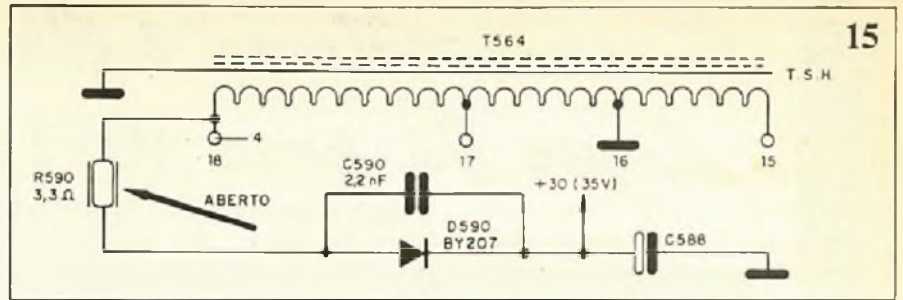 15
T564
T.S.H.
4
18
17
16
15
R590
3,3 Ω
ABERTO
C590
2,2 nF
+30 (35V)
D590
BY207
C588